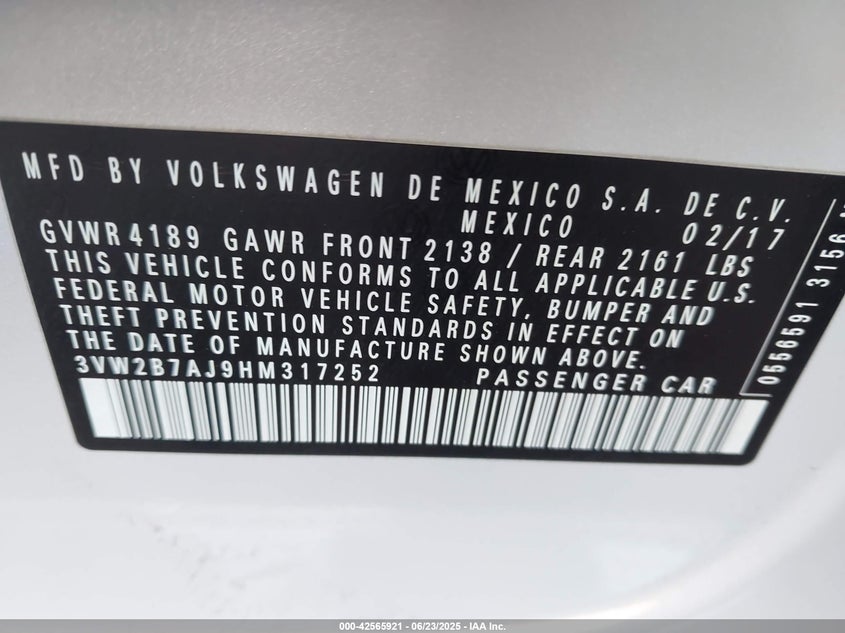 MFD BY VOLKSWAGEN DE MEXICO S.A. DE C.V.
MEXICO 02/17
GVWR 4189 GAWR FRONT 2138 / REAR 2161 LBS
THIS VEHICLE CONFORMS TO ALL APPLICABLE U.S.
FEDERAL MOTOR VEHICLE SAFETY, BUMPER AND
THEFT PREVENTION STANDARDS IN EFFECT ON
THE DATE OF MANUFACTURE SHOWN ABOVE.
3VW2B7AJ9HM317252 PASSENGER CAR
0556591 3156
000-42565921 / 06/23/2025 - IAA Inc.